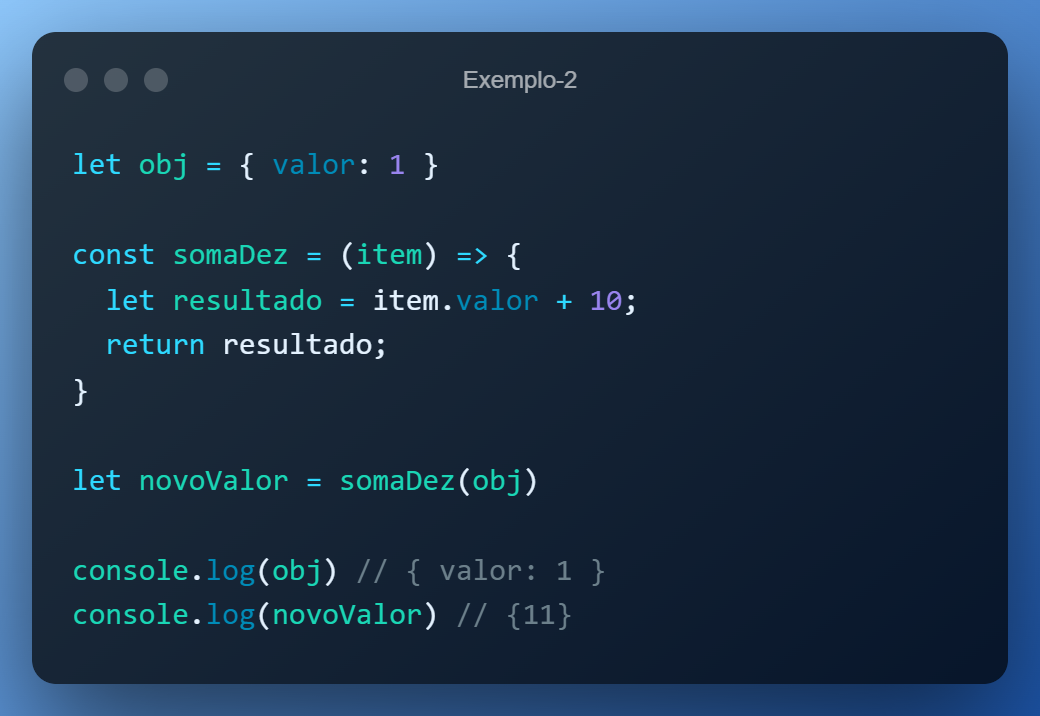 Exemplo-2
let obj = { valor: 1 }
const somaDez = (item) => {
  let resultado = item.valor + 10;
  return resultado;
}
let novoValor = somaDez(obj)
console.log(obj) // { valor: 1 }
console.log(novoValor) // {11}